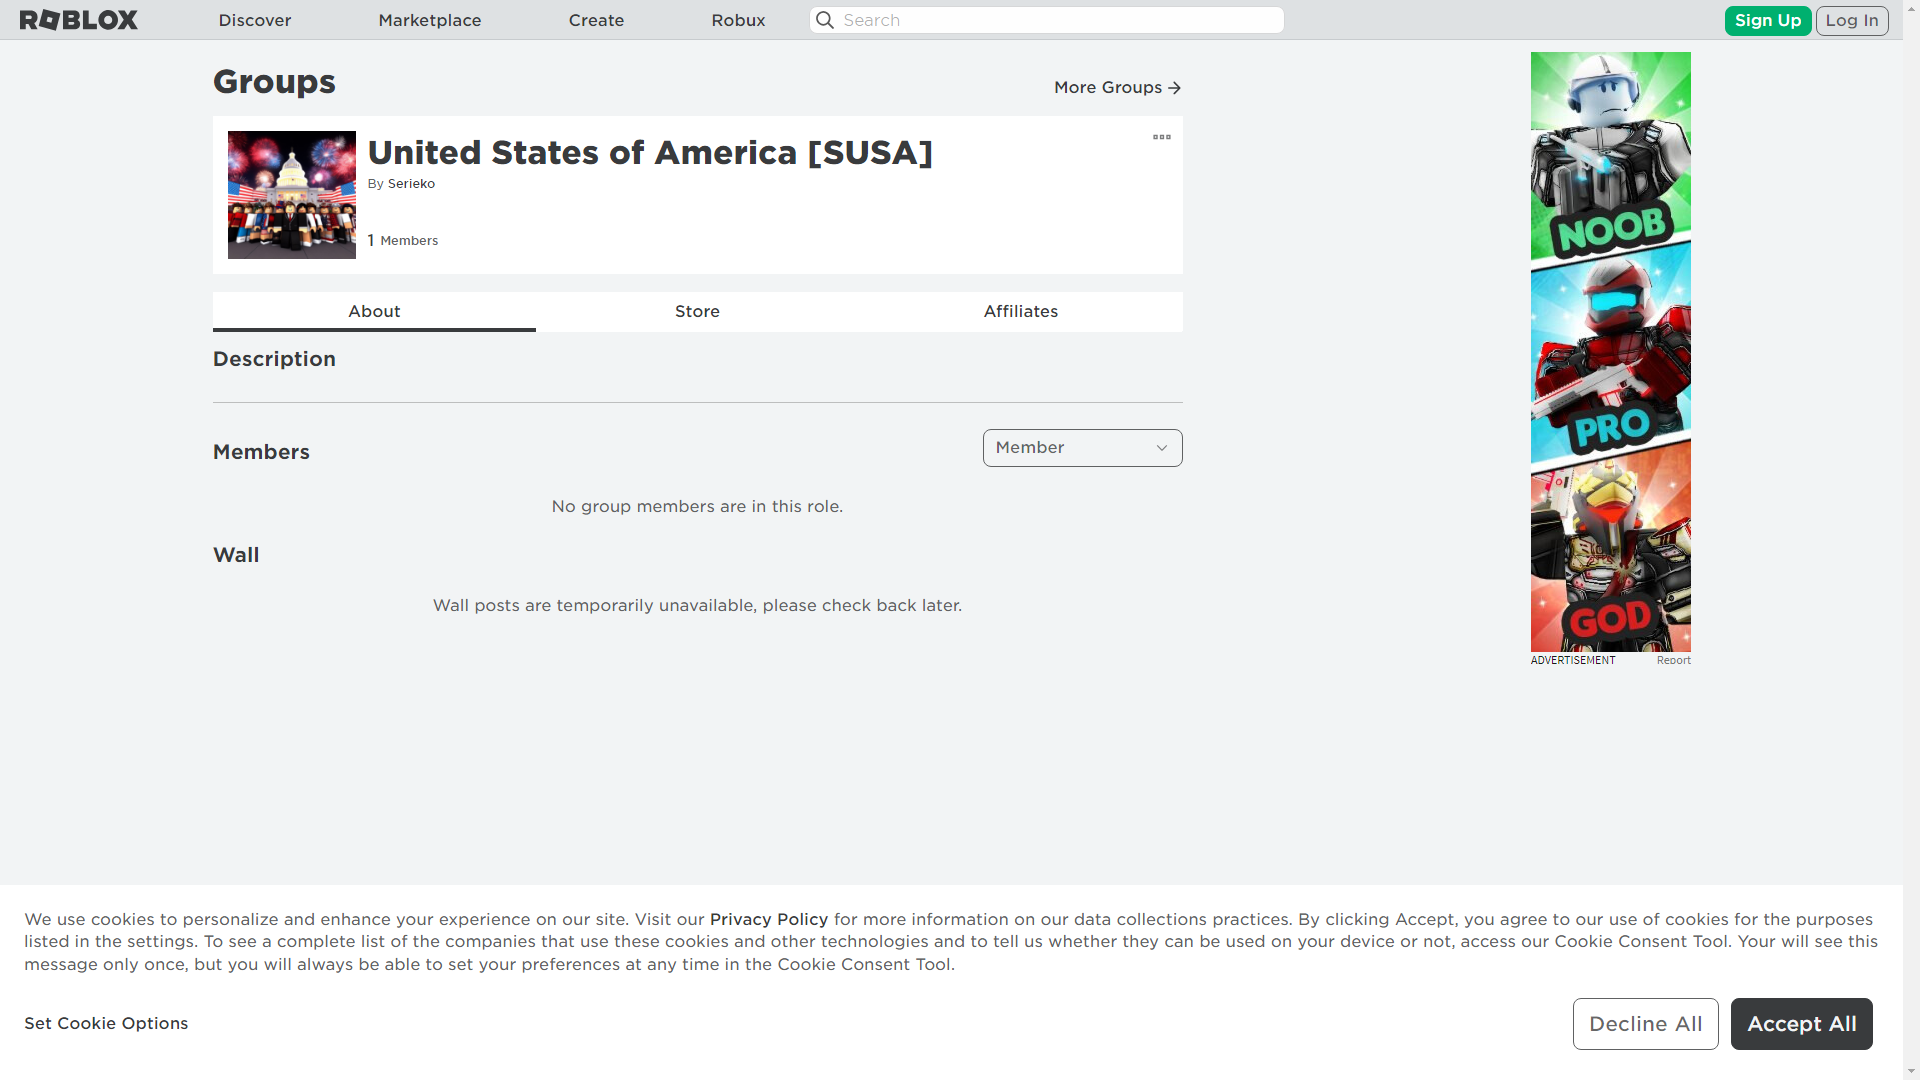 ROBLOX
Discover
Marketplace
Create
Robux
Search
Sign Up
Log In
Groups
More Groups
United States of America [SUSA]
By Serieko
1 Members
About
Store
Affiliates
Description
Members
Member
No group members are in this role.
Wall
Wall posts are temporarily unavailable, please check back later.
NOOB
PRO
GOD
ADVERTISEMENT
Report
We use cookies to personalize and enhance your experience on our site. Visit our Privacy Policy for more information on our data collections practices. By clicking Accept, you agree to our use of cookies for the purposes
listed in the settings. To see a complete list of the companies that use these cookies and other technologies and to tell us whether they can be used on your device or not, access our Cookie Consent Tool. Your will see this
message only once, but you will always be able to set your preferences at any time in the Cookie Consent Tool.
Set Cookie Options
Decline All
Accept All